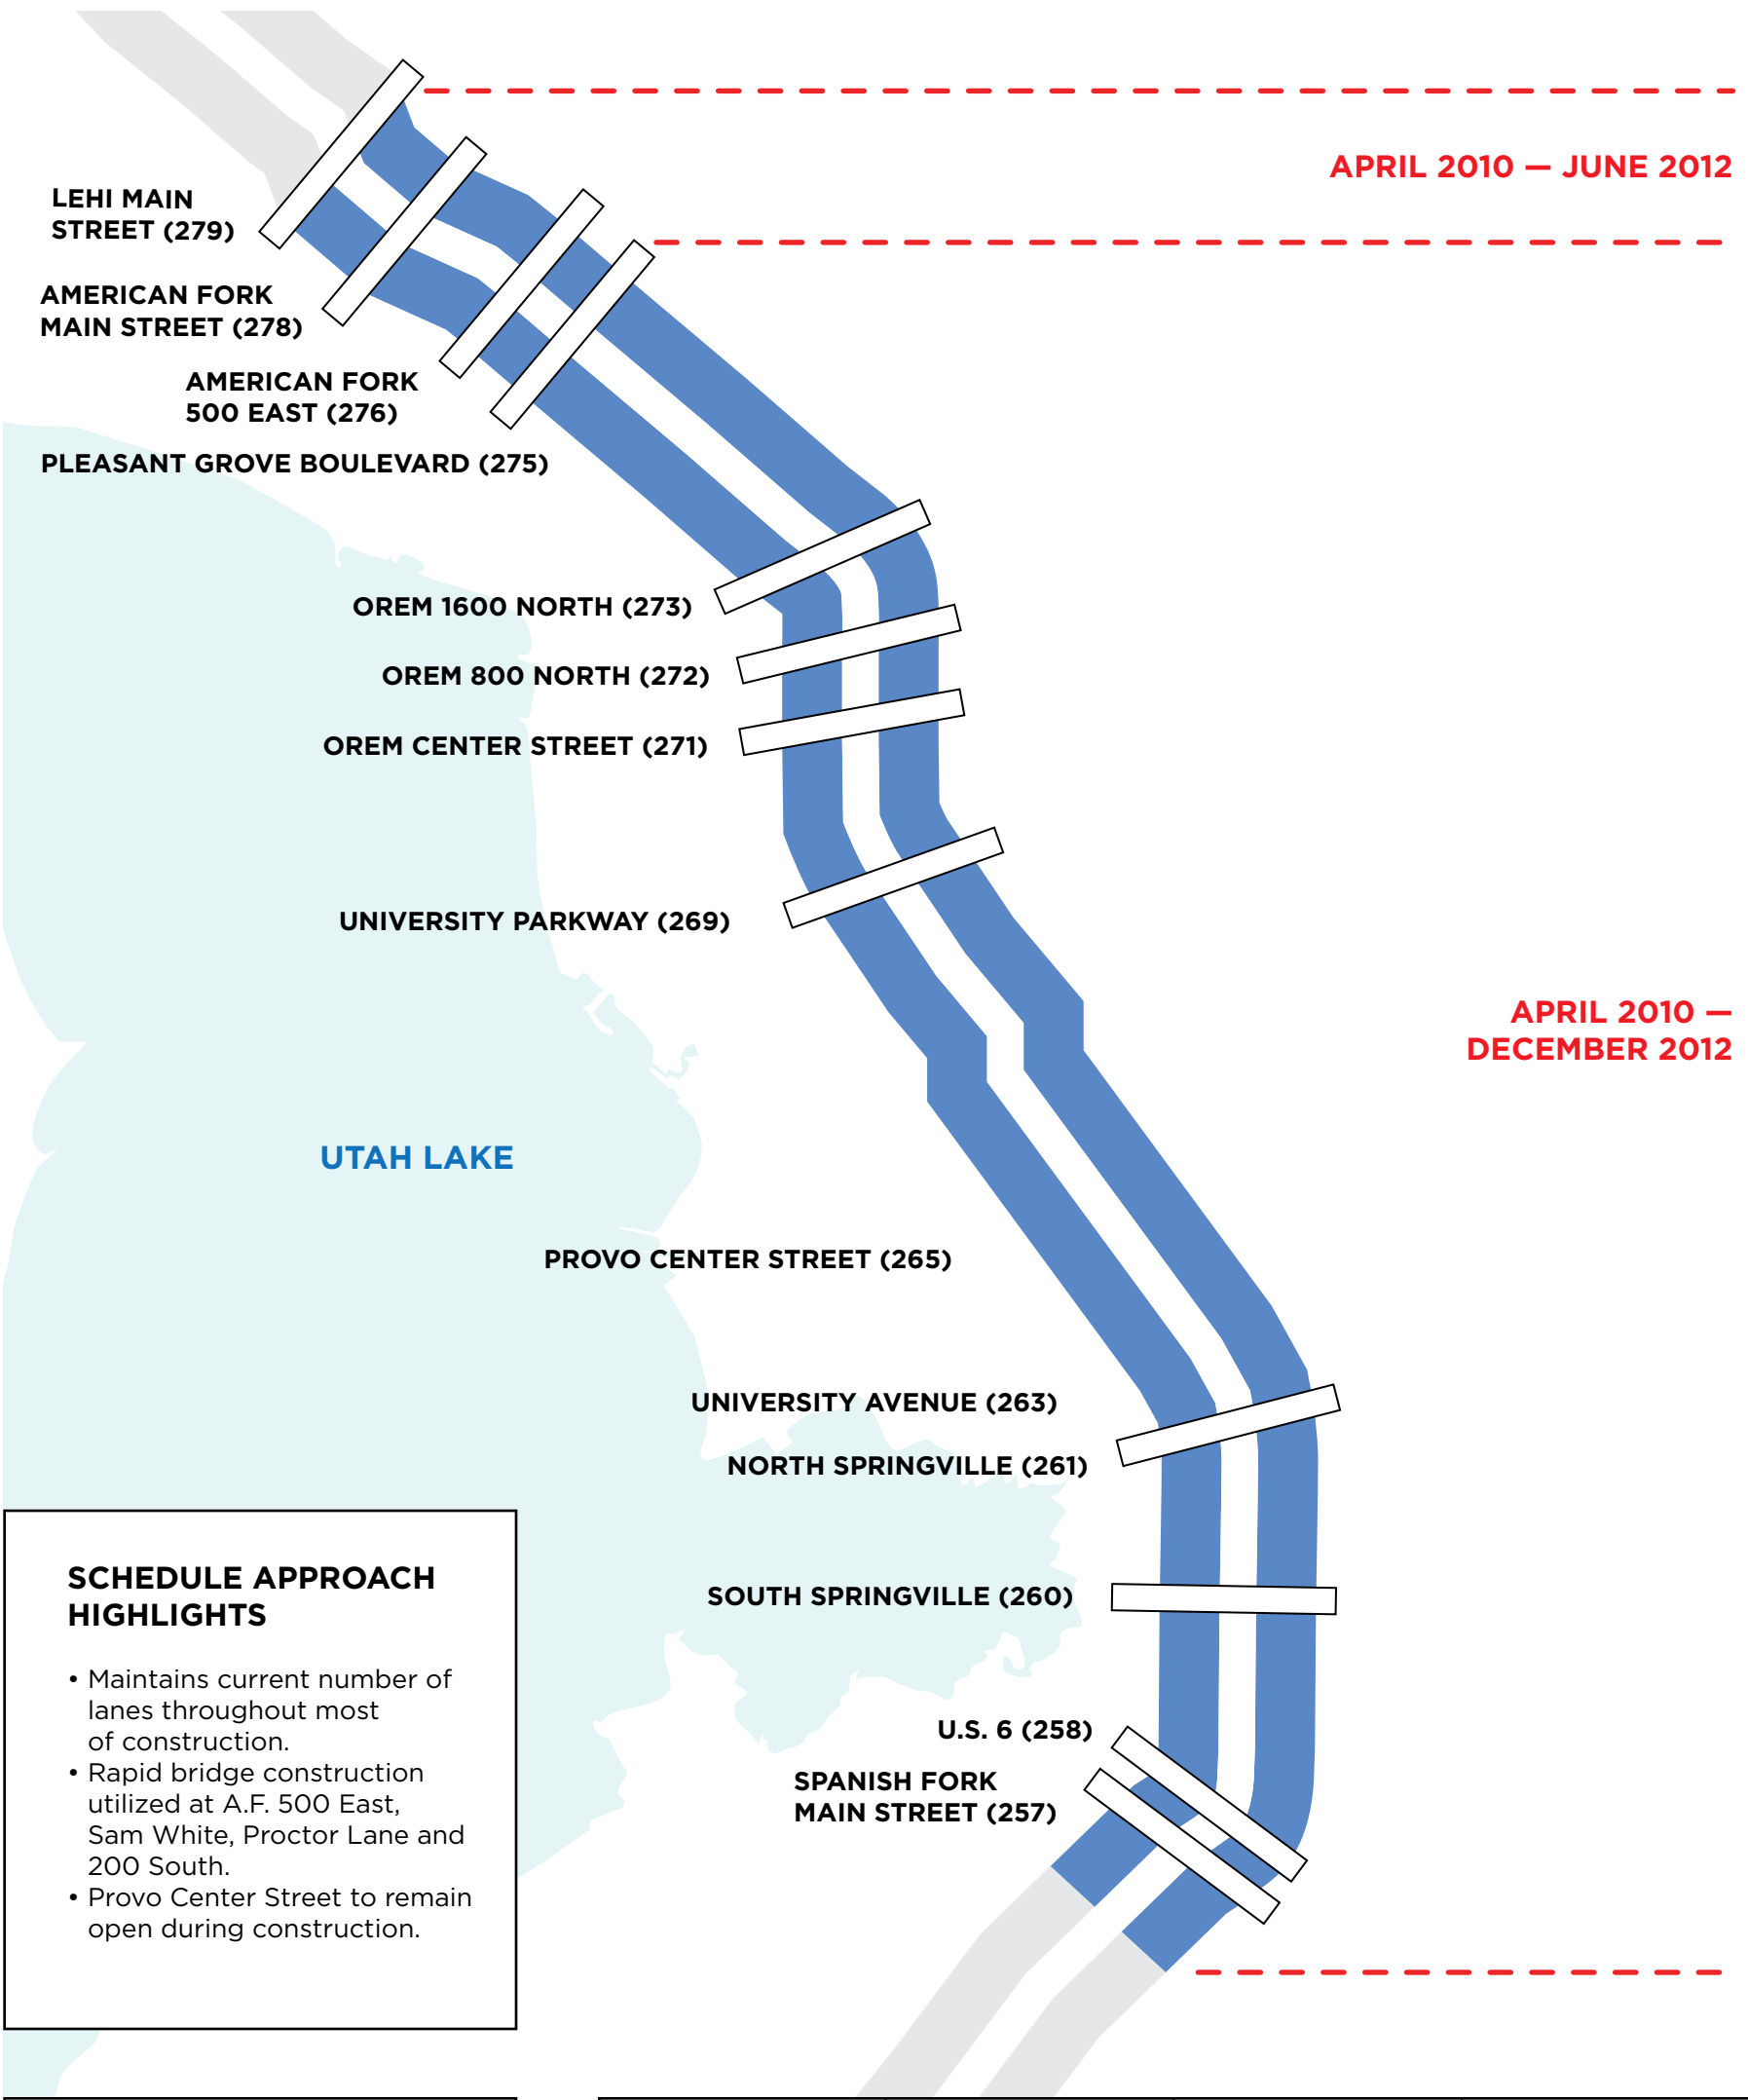 APRIL 2010 — JUNE 2012
LEHI MAIN
STREET (279)
AMERICAN FORK
MAIN STREET (278)
AMERICAN FORK
500 EAST (276)
PLEASANT GROVE BOULEVARD (275)
OREM 1600 NORTH (273)
OREM 800 NORTH (272)
OREM CENTER STREET (271)
UNIVERSITY PARKWAY (269)
APRIL 2010 —
DECEMBER 2012
UTAH LAKE
PROVO CENTER STREET (265)
UNIVERSITY AVENUE (263)
NORTH SPRINGVILLE (261)
SOUTH SPRINGVILLE (260)
U.S. 6 (258)
SPANISH FORK
MAIN STREET (257)
SCHEDULE APPROACH
HIGHLIGHTS
• Maintains current number of
lanes throughout most
of construction.
• Rapid bridge construction
utilized at A.F. 500 East,
Sam White, Proctor Lane and
200 South.
• Provo Center Street to remain
open during construction.